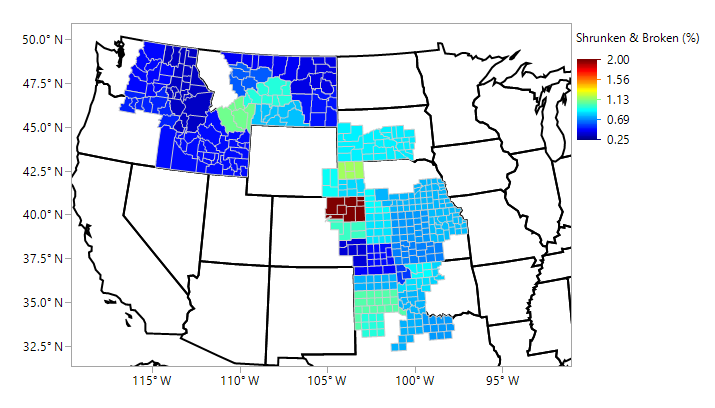 Shrunken & Broken (%)
50.0° N
47.5° N
45.0° N
42.5° N
40.0° N
37.5° N
35.0° N
32.5° N
2.00
1.56
1.13
0.69
0.25
115° W
110° W
105° W
100° W
95° W